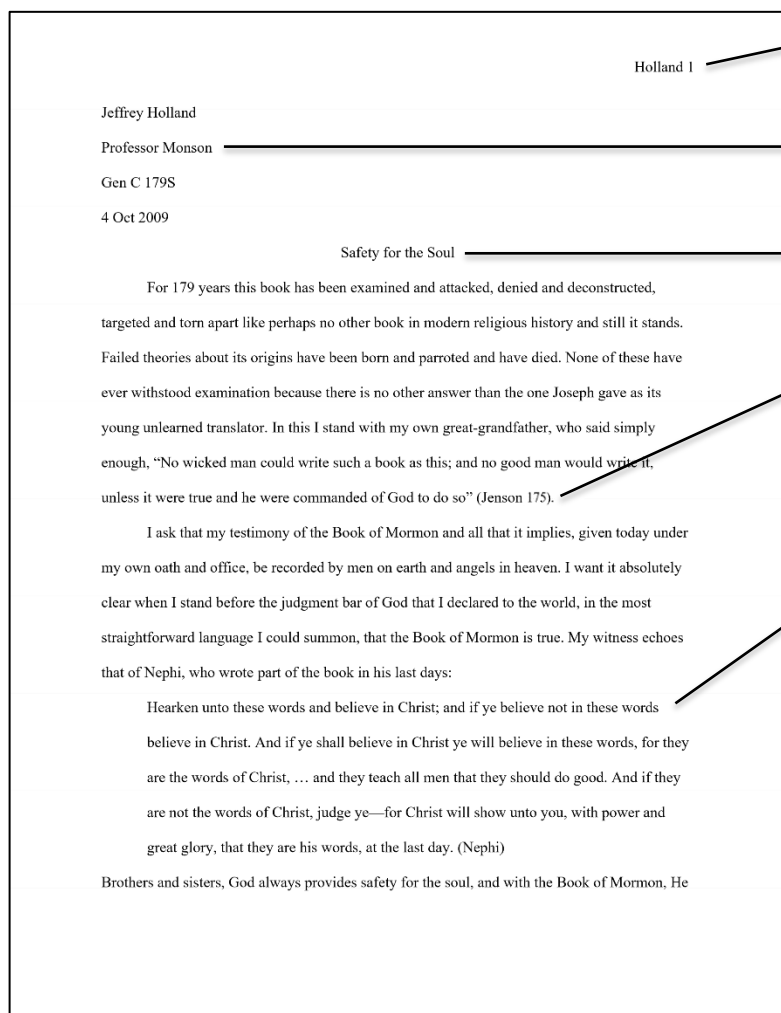 Holland 1
Jeffrey Holland
Professor Monson
Gen C 179S
4 Oct 2009
Safety for the Soul
For 179 years this book has been examined and attacked, denied and deconstructed,
targeted and torn apart like perhaps no other book in modern religious history and still it stands.
Failed theories about its origins have been born and parroted and have died. None of these have
ever withstood examination because there is no other answer than the one Joseph gave as its
young unlearned translator. In this I stand with my own great-grandfather, who said simply
enough, “No wicked man could write such a book as this; and no good man would write it,
unless it were true and he were commanded of God to do so” (Jenson 175).
I ask that my testimony of the Book of Mormon and all that it implies, given today under
my own oath and office, be recorded by men on earth and angels in heaven. I want it absolutely
clear when I stand before the judgment bar of God that I declared to the world, in the most
straightforward language I could summon, that the Book of Mormon is true. My witness echoes
that of Nephi, who wrote part of the book in his last days:
Hearken unto these words and believe in Christ; and if ye believe not in these words
believe in Christ. And if ye shall believe in Christ ye will believe in these words, for they
are the words of Christ, … and they teach all men that they should do good. And if they
are not the words of Christ, judge ye—for Christ will show unto you, with power and
great glory, that they are his words, at the last day. (Nephi)
Brothers and sisters, God always provides safety for the soul, and with the Book of Mormon, He